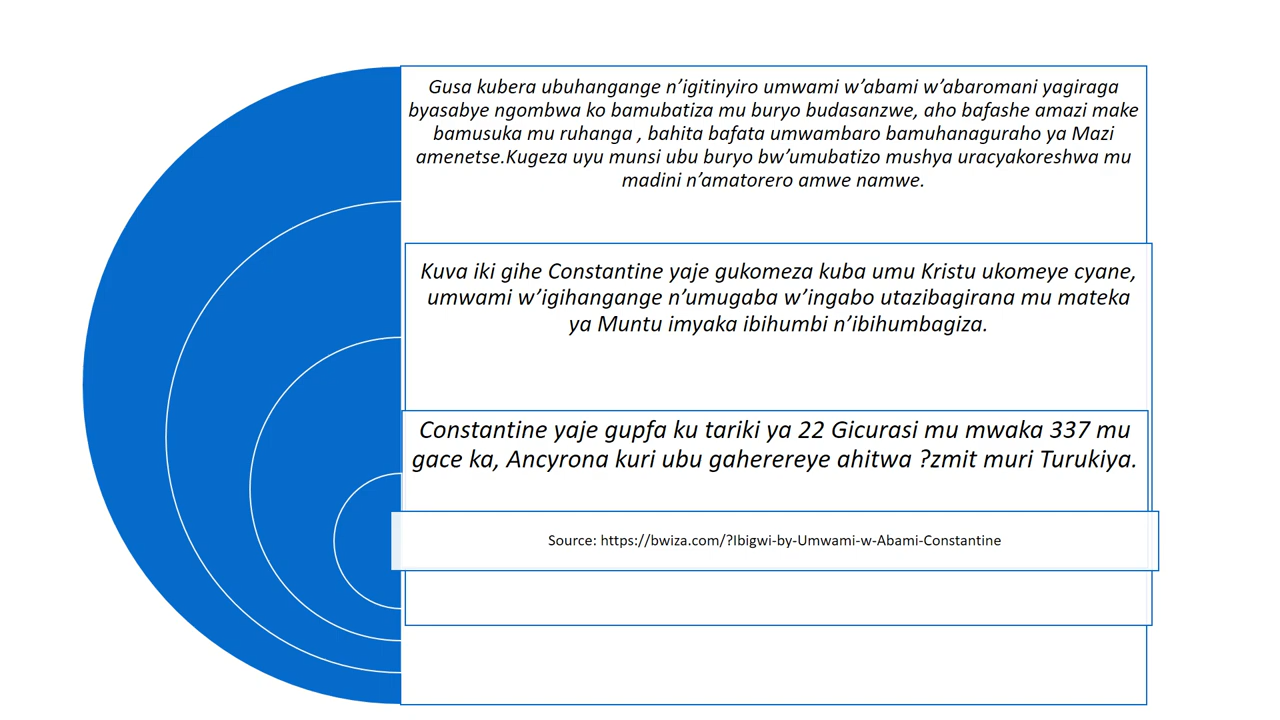 Gusa kubera ubuhangange n’igitinyiro umwami w’abami w’abaromani yagiraga
byasabye ngombwa ko bamubatiza mu buryo budasanzwe, aho bafashe amazi make
bamusuka mu ruhanga , bahita bafata umwambaro bamuhanaguraho ya Mazi
amenetse.Kugeza uyu munsi ubu buryo bw’umubatizo mushya uracyakoreshwa mu
madini n’amatorero amwe namwe.
Kuva iki gihe Constantine yaje gukomeza kuba umu Kristu ukomeye cyane,
umwami w’igihangange n’umugaba w’ingabo utazibagirana mu mateka
ya Muntu imyaka ibihumbi n’ibihumbagiza.
Constantine yaje gupfa ku tariki ya 22 Gicurasi mu mwaka 337 mu
gace ka, Ancyrona kuri ubu gaherereye ahitwa ?zmit muri Turukiya.
Source: https://bwiza.com/?Ibigwi-by-Umwami-w-Abami-Constantine